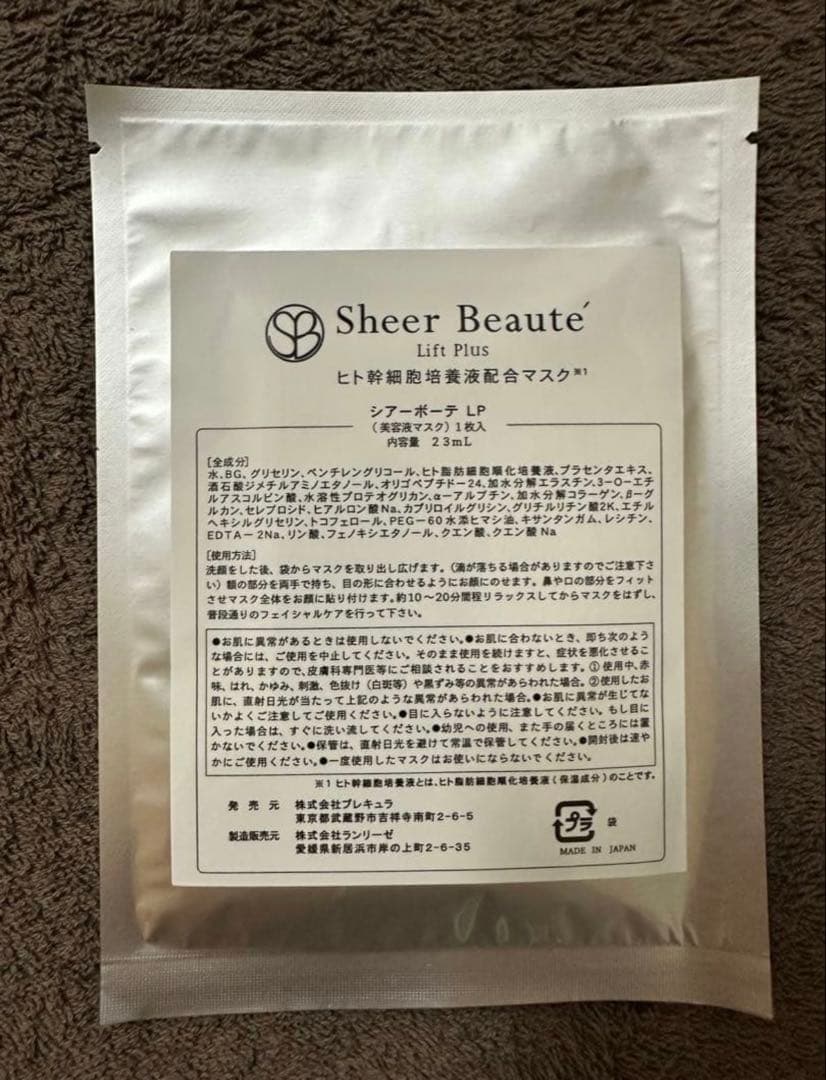 Sheer Beauté
Lift Plus
ヒト幹細胞培養液配合マスク※1
シアーボーテ LP
(美容液マスク) 1枚入
内容量 23mL
[全成分]
水、BG、グリセリン、ペンチレングリコール、ヒト脂肪細胞順化培養液、プラセンタエキス、
酒石酸ジメチルアミノエタノール、オリゴペプチド-24、加水分解エラスチン、3-O-エチ
ルアスコルビン酸、水溶性プロテオグリカン、α-アルブチン、加水分解コラーゲン、β-グ
ルカン、セレブロシド、ヒアルロン酸Na、カプリロイルグリシン、グリチルリチン酸2K、エチル
ヘキシルグリセリン、トコフェロール、PEG-60水添ヒマシ油、キサンタンガム、レシチン、
EDTA-2Na、リン酸、フェノキシエタノール、クエン酸、クエン酸Na
[使用方法]
洗顔をした後、袋からマスクを取り出し広げます。(滴が落ちる場合がありますのでご注意下さ
い) 額の部分を両手で持ち、目の形に合わせるようにお顔にのせます。鼻や口の部分をフィット
させマスク全体をお顔に貼り付けます。約10〜20分間程リラックスしてからマスクをはずし、
普段通りのフェイシャルケアを行って下さい。
●お肌に異常があるときは使用しないでください。●お肌に合わないとき、即ち次のよう
な場合には、ご使用を中止してください。そのまま使用を続けますと、症状を悪化させるこ
とがありますので、皮膚科専門医等にご相談されることをおすすめします。①使用中、赤
味、はれ、かゆみ、刺激、色抜け(白斑等)や黒ずみ等の異常があらわれた場合。②使用したお
肌に、直射日光が当たって上記のような異常があらわれた場合。●お肌に異常が生じてな
いかよくご注意してご使用ください。●目に入らないように注意してください。もし目に
入った場合は、すぐに洗い流してください。●幼児への使用、また手の届くところには置
かないでください。●保管は、直射日光を避けて常温で保管してください。●開封後は速や
かにご使用ください。●一度使用したマスクはお使いにならないでください。
※1 ヒト幹細胞培養液とは、ヒト脂肪細胞順化培養液(保湿成分)のことです。
発売元 株式会社プレキュラ
東京都武蔵野市吉祥寺南町2-6-5
製造販売元 株式会社ランリーゼ
愛媛県新居浜市岸の上町2-6-35
プラ 袋
MADE IN JAPAN